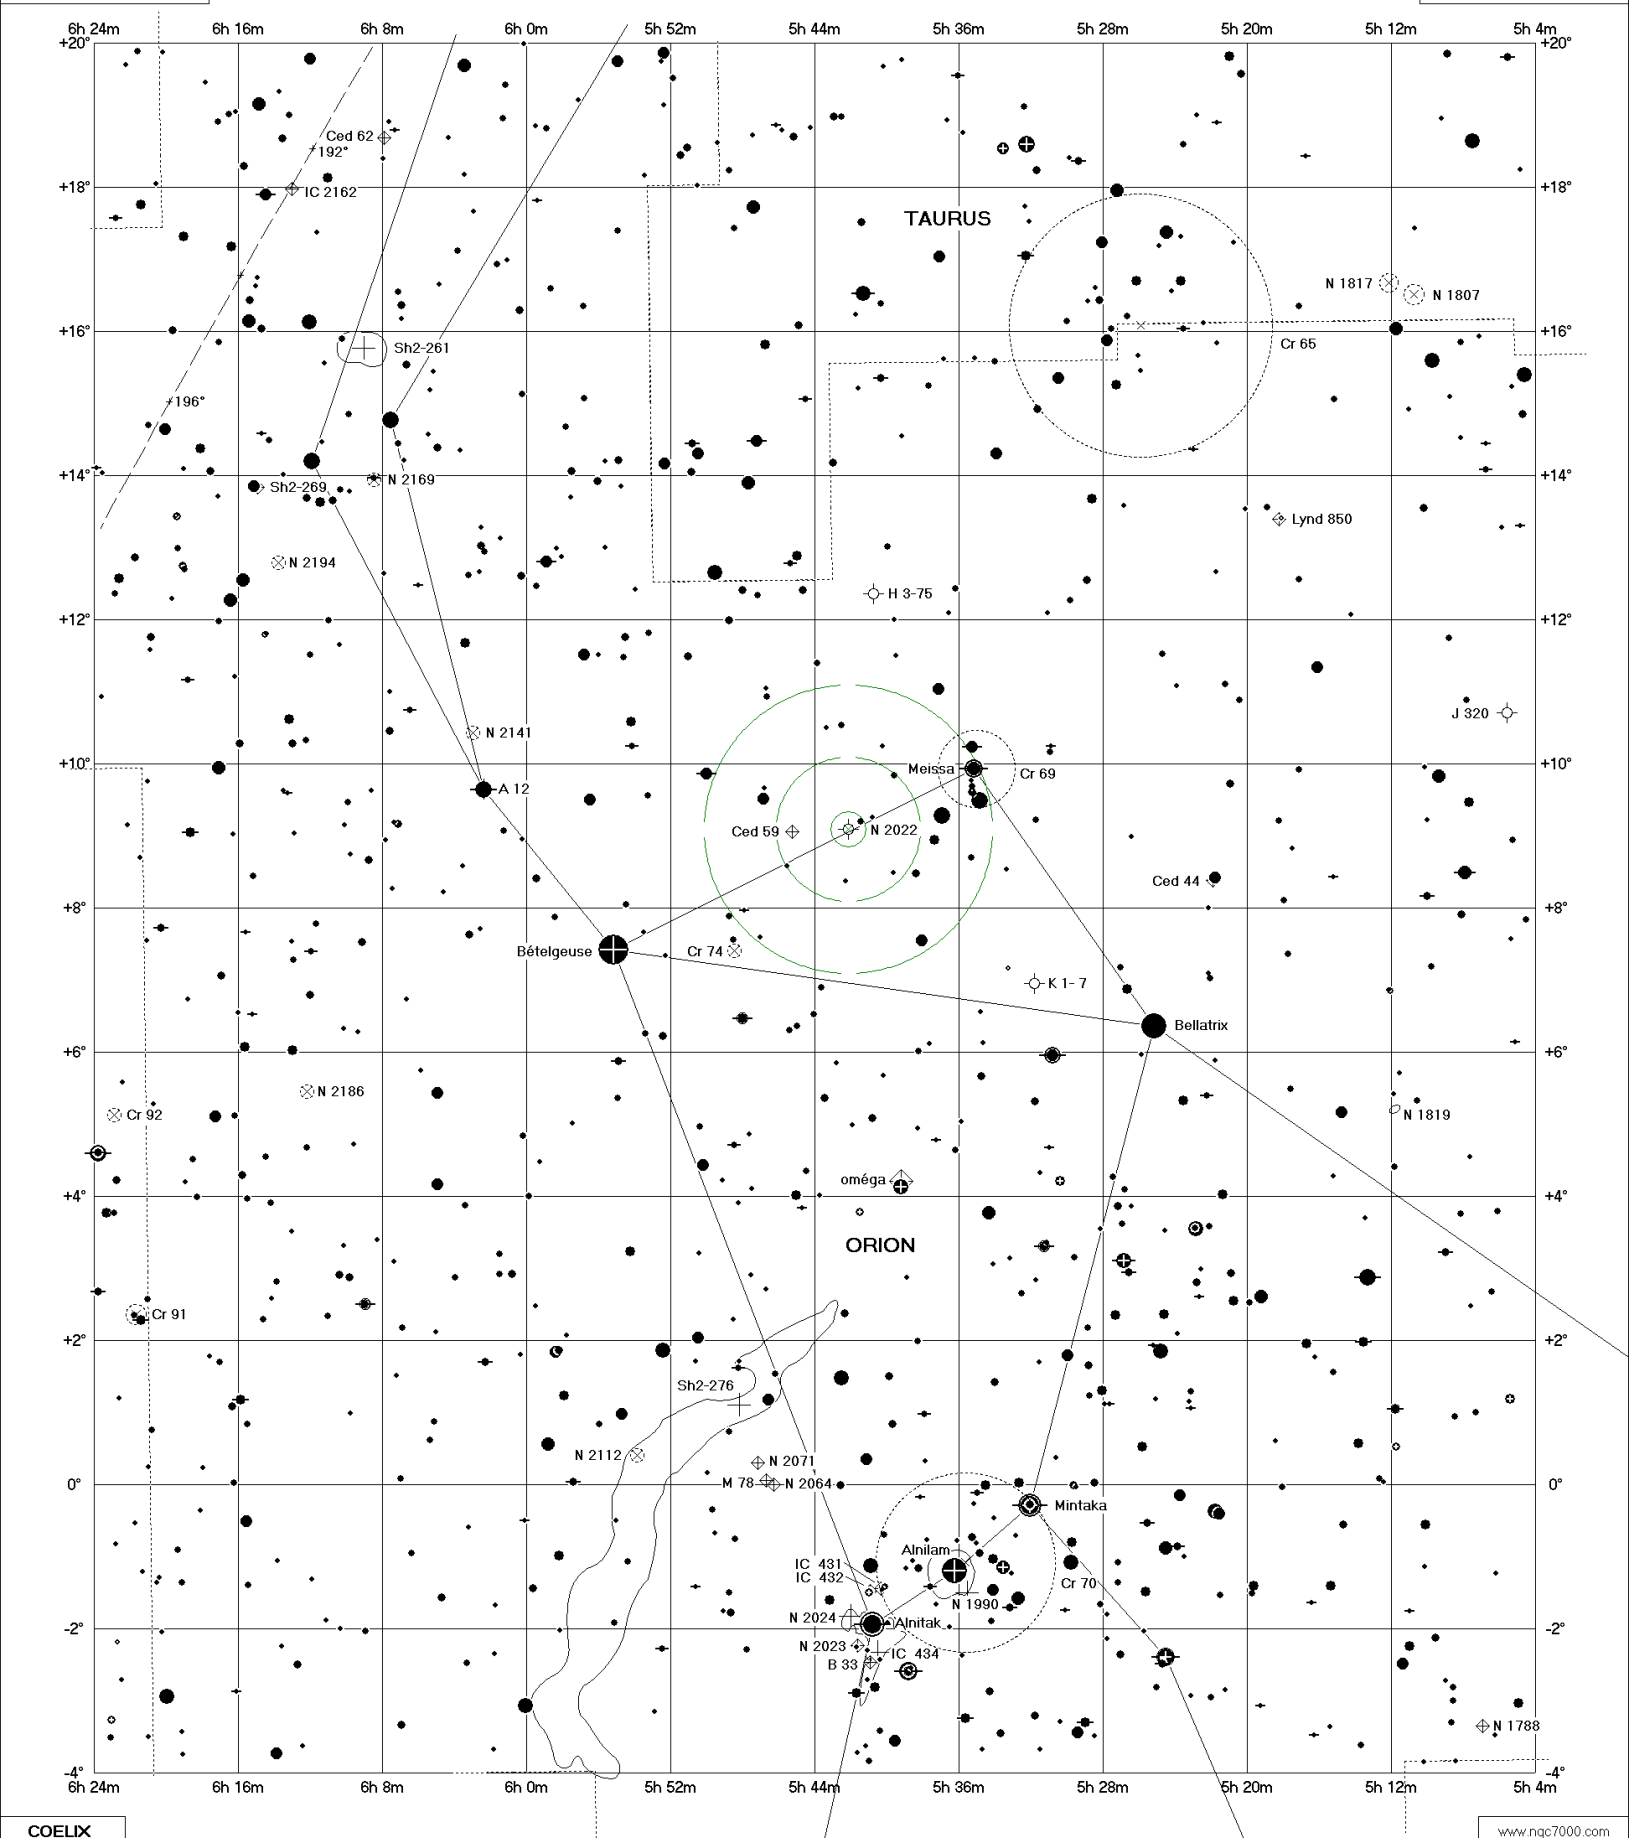 6h 24m 6h 16m 6h 8m 6h 0m 5h 52m 5h 44m 5h 36m 5h 28m 5h 20m 5h 12m 5h 4m
+20° +20°
Ced 62
192°
+18° IC 2162 +18°
TAURUS
N 1817 N 1807
+16° +16°
Sh2-261 Cr 65
196°
+14° +14°
N 2169
Sh2-269
Lynd 850
N 2194
H 3-75
+12° +12°
J 320
N 2141
+10° +10°
Meissa Cr 69
A 12
Ced 59 N 2022
Ced 44
+8° +8°
Bételgeuse Cr 74
K 1- 7
Bellatrix
+6° +6°
N 2186
Cr 92 N 1819
oméga
+4° +4°
ORION
Cr 91
+2° +2°
Sh2-276
N 2112 N 2071
M 78 N 2064
0° 0°
Mintaka
Alnilam
IC 431
IC 432
Cr 70
N 1990
N 2024 Alnitak
-2° -2°
N 2023
IC 434
B 33
N 1788
-4° -4°
6h 24m 6h 16m 6h 8m 6h 0m 5h 52m 5h 44m 5h 36m 5h 28m 5h 20m 5h 12m 5h 4m
COELIX www.ngc7000.com